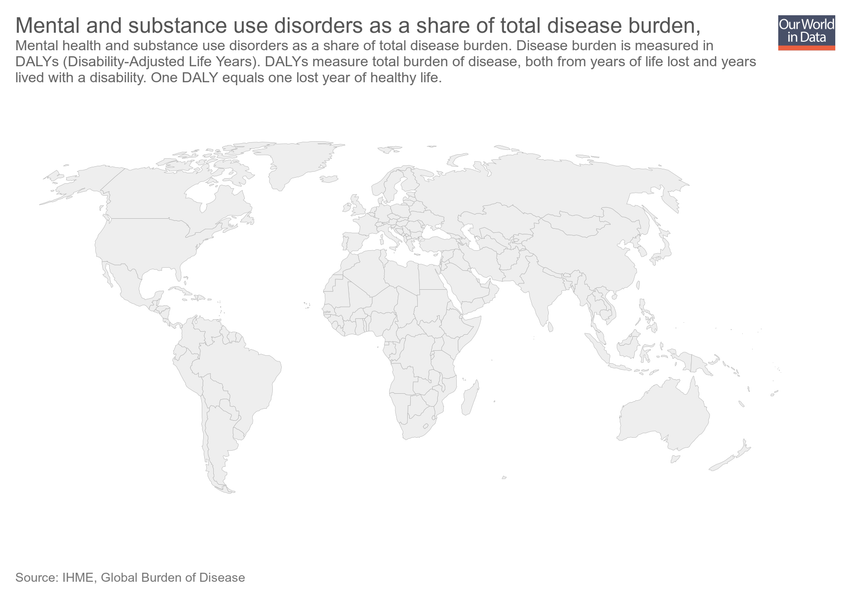 Mental and substance use disorders as a share of total disease burden,
Our World
in Data
Mental health and substance use disorders as a share of total disease burden. Disease burden is measured in
DALYs (Disability-Adjusted Life Years). DALYs measure total burden of disease, both from years of life lost and years
lived with a disability. One DALY equals one lost year of healthy life.
Source: IHME, Global Burden of Disease